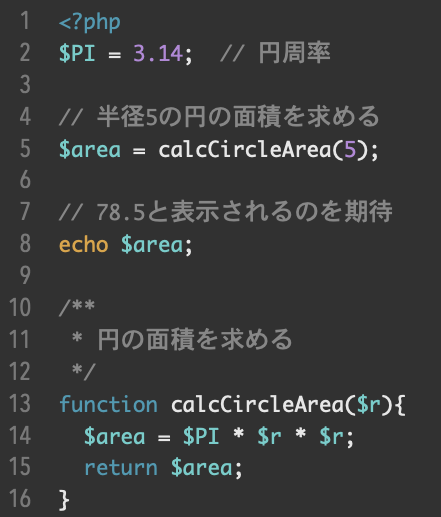 1 <?php
2 $PI = 3.14;  // 円周率
3
4 // 半径5の円の面積を求める
5 $area = calcCircleArea(5);
6
7 // 78.5と表示されるのを期待
8 echo $area;
9
10 /**
11  * 円の面積を求める
12  */
13 function calcCircleArea($r){
14   $area = $PI * $r * $r;
15   return $area;
16 }